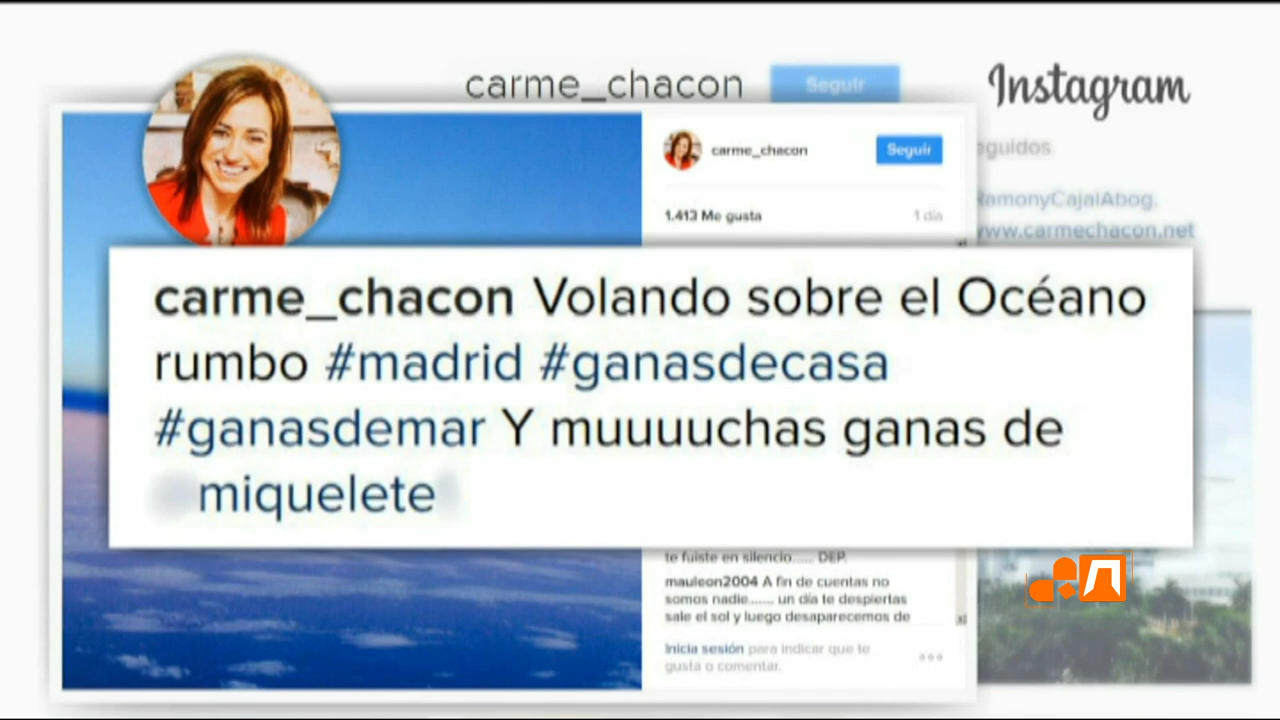 carme_chacon
Seguir
Instagram
carme_chacon
Seguir
eguidos
1.413 Me gusta
1 día
RamonyCajalAbog.
www.carmechacon.net
carme_chacon Volando sobre el Océano
rumbo #madrid #ganasdecasa
#ganasdemar Y muuuuchas ganas de
miquelete
te fuiste en silencio..... DEP.
mauleon2004 A fin de cuentas no
somos nadie....... un día te despiertas
sale el sol y luego desaparecemos de
Inicia sesión para indicar que te
gusta o comentar.